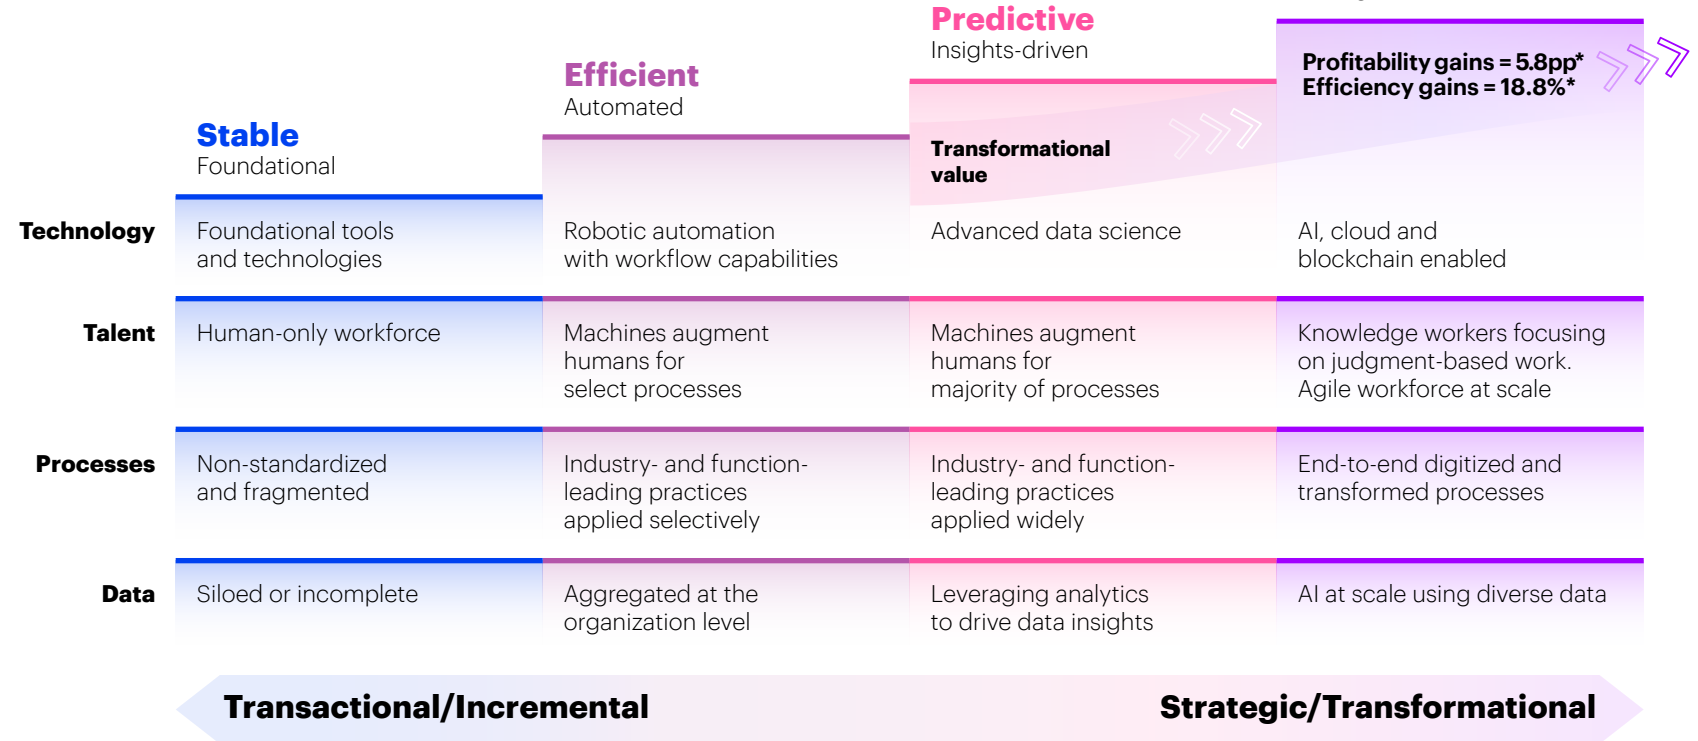 Predictive
Insights-driven
Profitability gains = 5.8pp*
Efficiency gains = 18.8%*
Efficient
Automated
Stable
Foundational
Transformational
value
Technology
Foundational tools
and technologies
Robotic automation
with workflow capabilities
Advanced data science
AI, cloud and
blockchain enabled
Talent
Human-only workforce
Machines augment
humans for
select processes
Machines augment
humans for
majority of processes
Knowledge workers focusing
on judgment-based work.
Agile workforce at scale
Processes
Non-standardized
and fragmented
Industry- and function-
leading practices
applied selectively
Industry- and function-
leading practices
applied widely
End-to-end digitized and
transformed processes
Data
Siloed or incomplete
Aggregated at the
organization level
Leveraging analytics
to drive data insights
AI at scale using diverse data
Transactional/Incremental
Strategic/Transformational